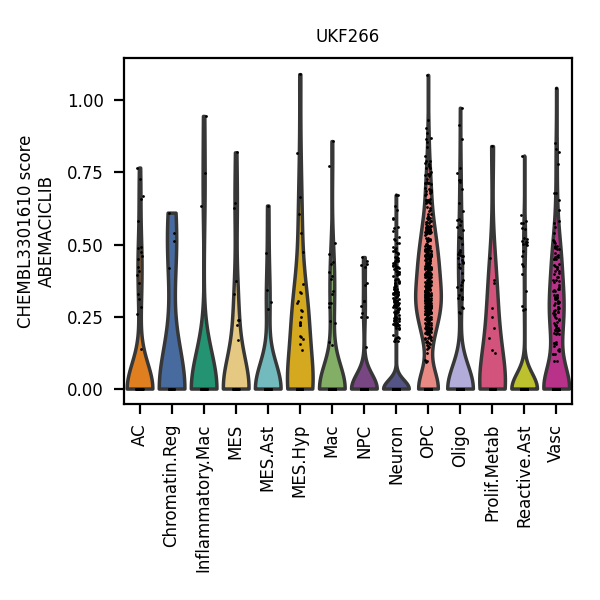 UKF266
CHEMBL3301610 score
ABEMACICLIB
1.00
0.75
0.50
0.25
0.00
AC
Chromatin.Reg
Inflammatory.Mac
MES
MES.Ast
MES.Hyp
Mac
NPC
Neuron
OPC
Oligo
Prolif.Metab
Reactive.Ast
Vasc